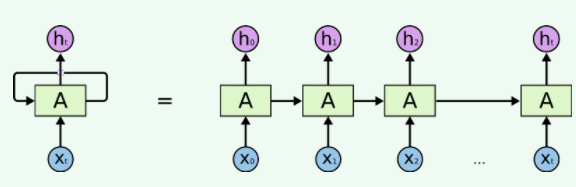 hₜ h₀ h₁ h₂ hₜ
A = A A A A
xₜ x₀ x₁ x₂ ... xₜ